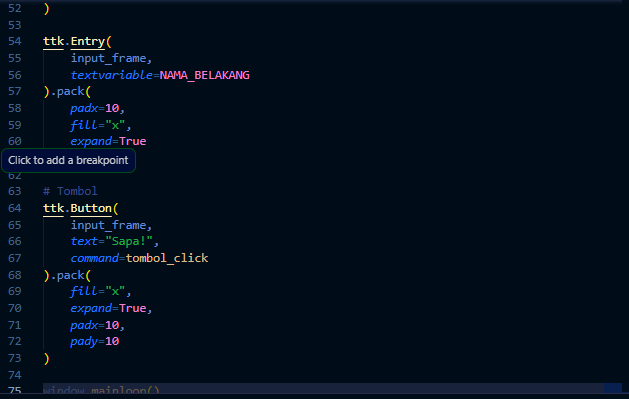 52 )
53
54 ttk.Entry(
55     input_frame,
56     textvariable=NAMA_BELAKANG
57 ).pack(
58     padx=10,
59     fill="x",
60     expand=True
Click to add a breakpoint
62
63 # Tombol
64 ttk.Button(
65     input_frame,
66     text="Sapa!",
67     command=tombol_click
68 ).pack(
69     fill="x",
70     expand=True,
71     padx=10,
72     pady=10
73 )
74
75 window.mainloop()